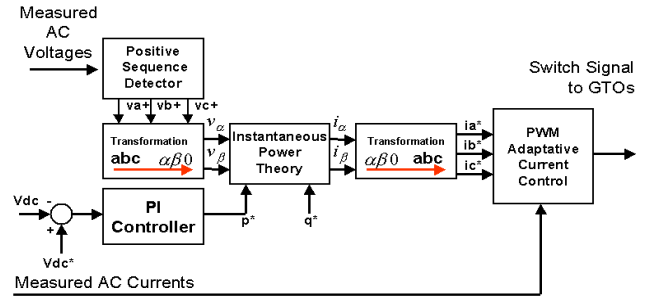 Measured
AC
Voltages
Positive
Sequence
Detector
Switch Signal
to GTOs
va+ vb+ vc+
Transformation
abc αβ0
vα
vβ
Instantaneous
Power
Theory
iα
iβ
Transformation
αβ0 abc
ia*
ib*
ic*
PWM
Adaptative
Current
Control
Vdc -
+
Vdc*
PI
Controller
p*
q*
Measured AC Currents